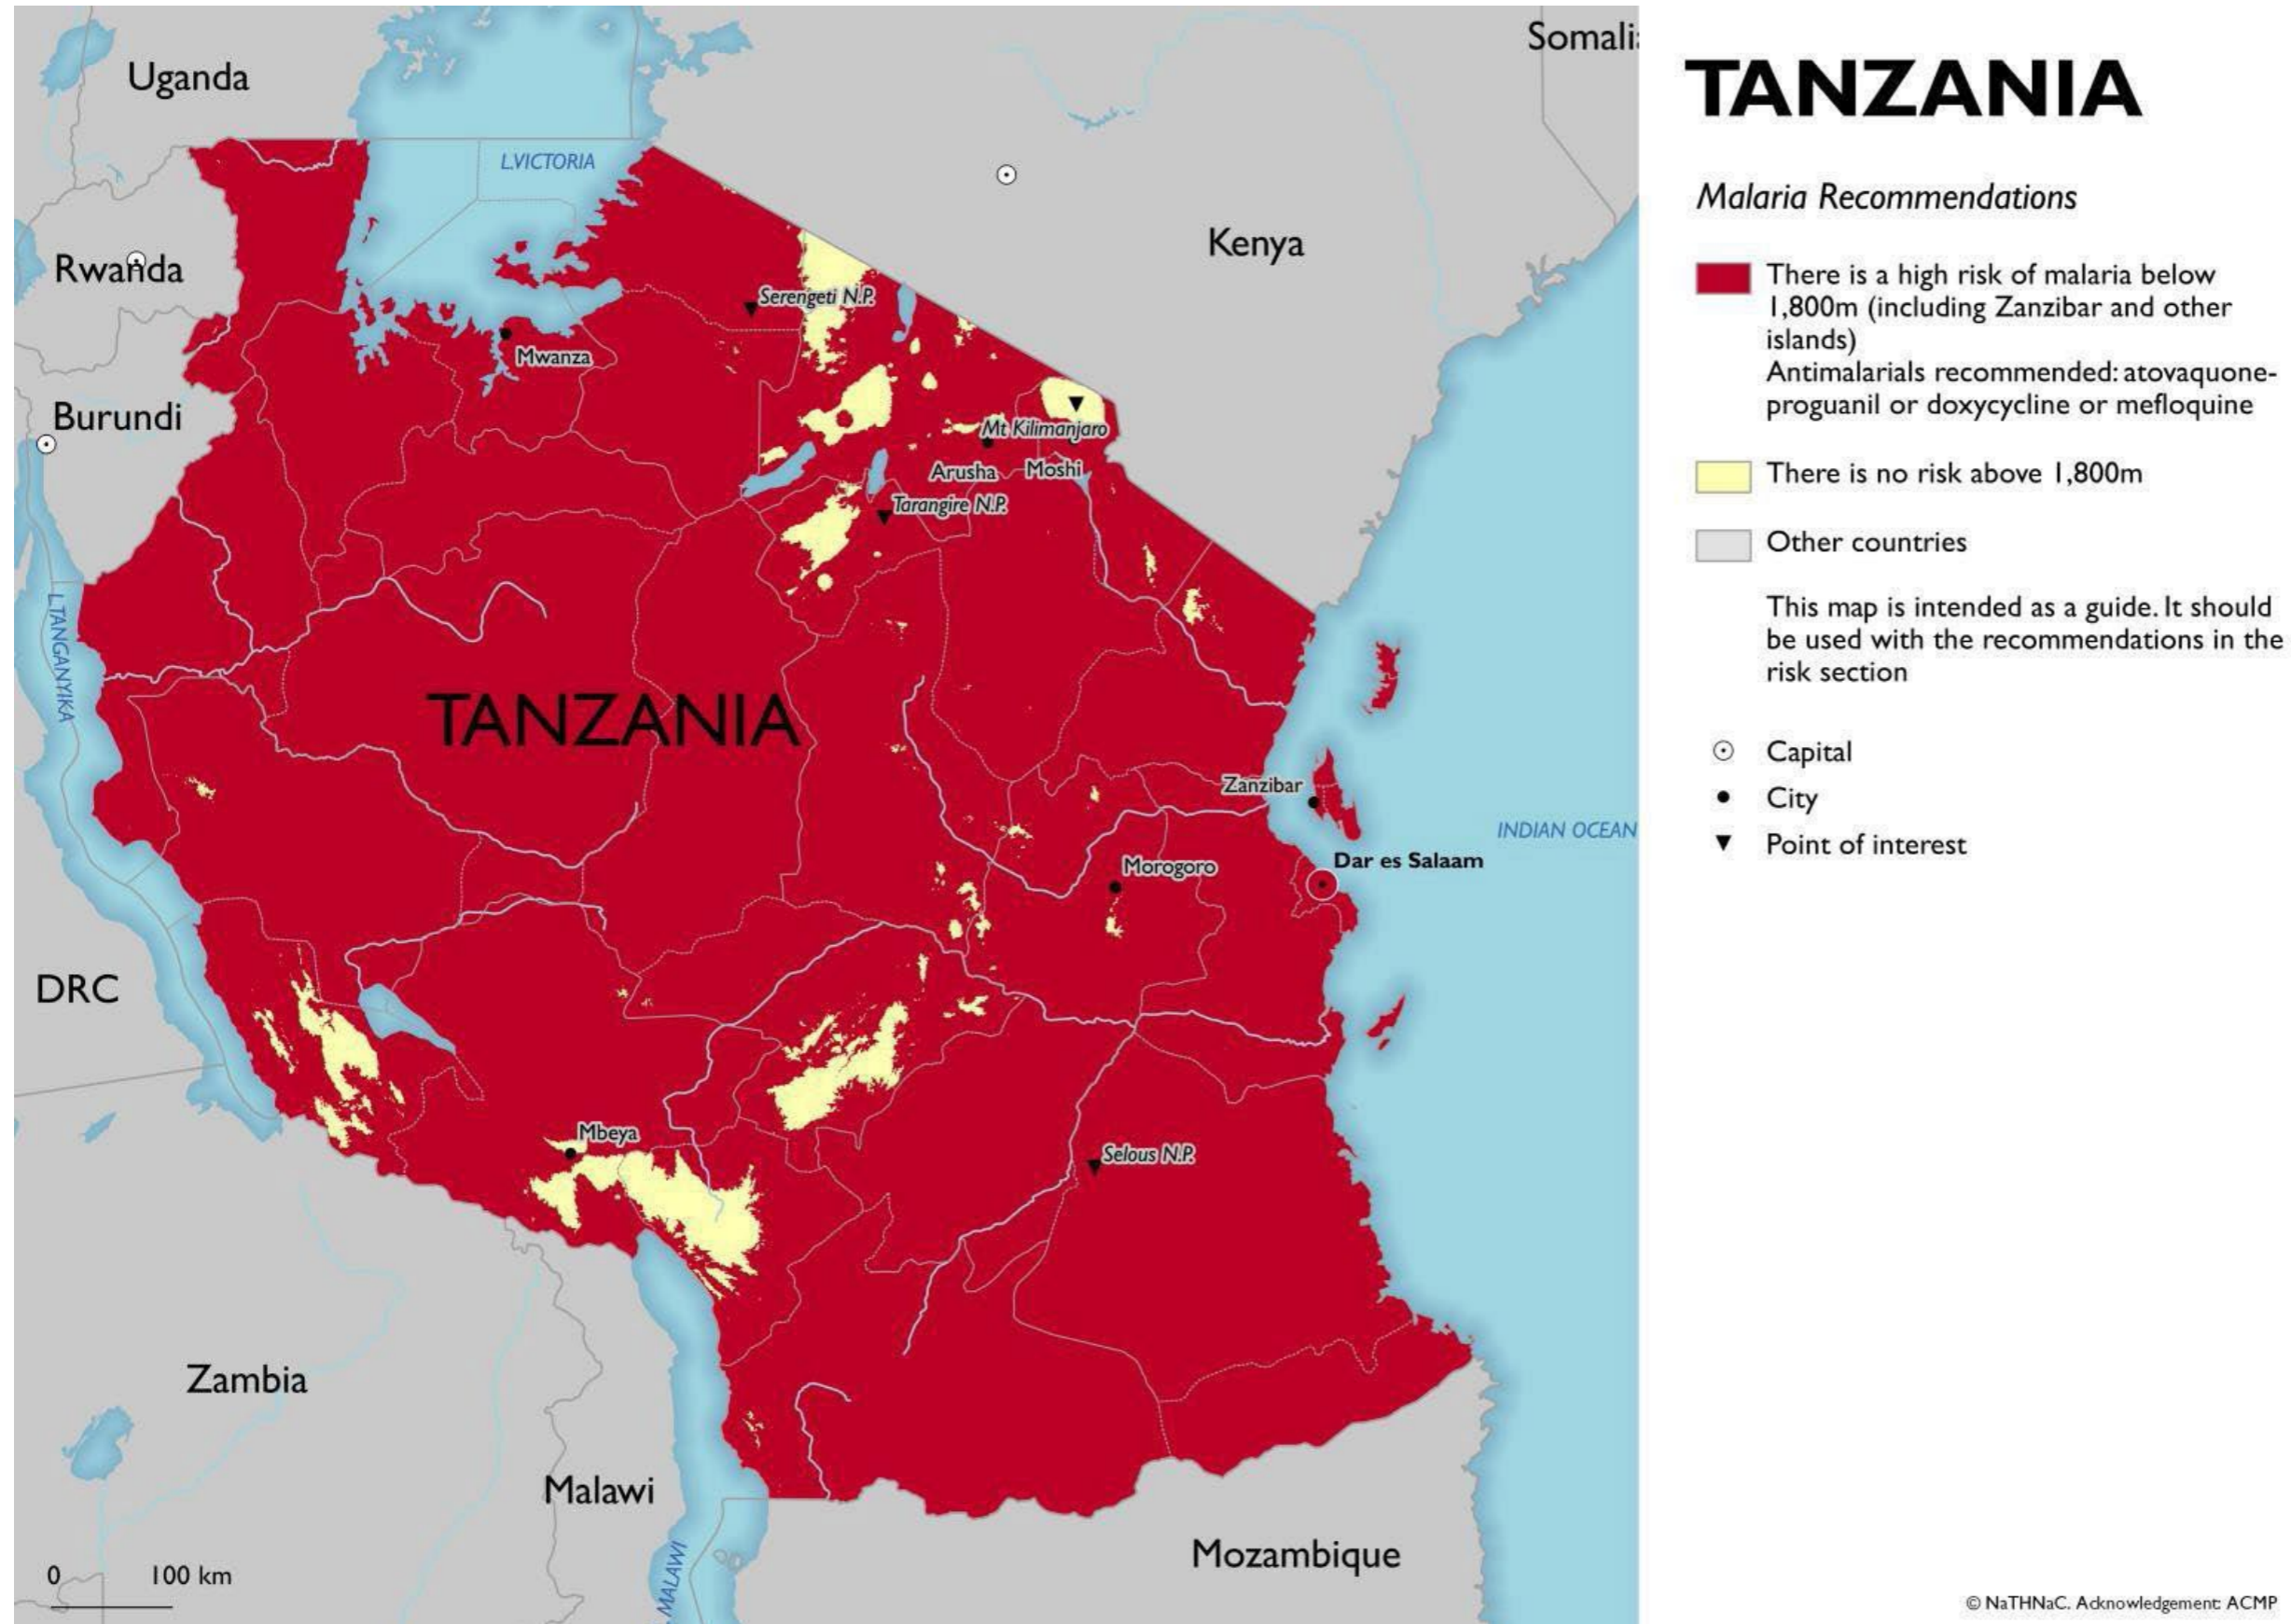 Somali
Uganda
TANZANIA
L.VICTORIA
Malaria Recommendations
Kenya
Rwanda
There is a high risk of malaria below
1,800m (including Zanzibar and other
islands)
Antimalarials recommended: atovaquone-
proguanil or doxycycline or mefloquine
Serengeti N.P.
Mwanza
Burundi
Mt Kilimanjaro
Arusha
Moshi
There is no risk above 1,800m
Tarangire N.P.
Other countries
This map is intended as a guide. It should
be used with the recommendations in the
risk section
L.TANGANYIKA
TANZANIA
Capital
Zanzibar
City
INDIAN OCEAN
Point of interest
Dar es Salaam
Morogoro
DRC
Mbeya
Selous N.P.
Zambia
Malawi
Mozambique
MALAWI
0 100 km
© NaTHNaC. Acknowledgement: ACMP